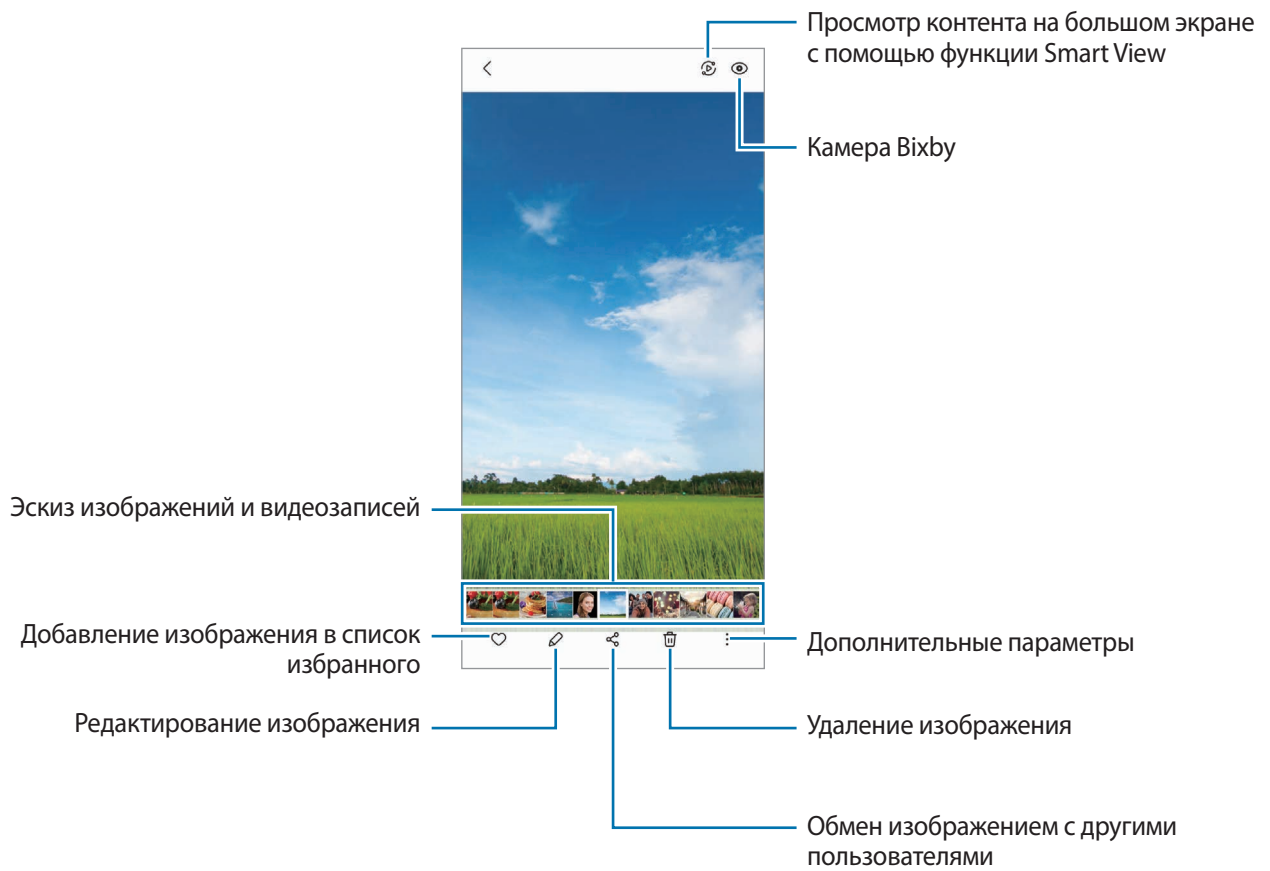 Просмотр контента на большом экране
с помощью функции Smart View
Камера Bixby
Эскиз изображений и видеозаписей
Добавление изображения в список
избранного
Дополнительные параметры
Редактирование изображения
Удаление изображения
Обмен изображением с другими
пользователями